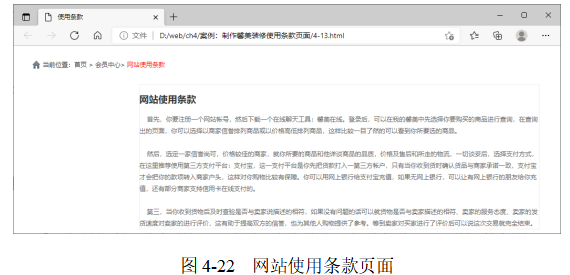 使用条款
文件 | D:/web/ch4/案例：制作馨美装修使用条款页面/4-13.html
当前位置：首页 » 会员中心» 网站使用条款
网站使用条款
首先，你要注册一个网站帐号，然后下载一个在线聊天工具：馨美在线。登录后，可以在我的馨美中先选择你要购买的商品进行查询，在查询
出的页面，你可以选择以商家信誉排列商品或以价格高低排列商品，这样比较一目了然的可以看到你所要选的商品。
然后，选定一家信誉尚可，价格较佳的商家，就你所要的商品和他详谈商品的品质，价格及售后和所走的物流，一切谈妥后，选择支付方式，
在这里推荐使用第三方支付平台：支付宝，这一支付平台是你先把货款打入一第三方帐户，只有当你收到货时确认货品与商家承诺一致，支付宝
才会把你的款项转入商家户头，这样对你购物比较有保障。你可以用网上银行给支付宝充值，如果无网上银行，可以让有网上银行的朋友给你充
值，还有部分商家支持信用卡在线支付的。
第三，当你收到货物后及时查验是否与卖家说描述的相符，如果没有问题的话可以就货物是否与卖家描述的相符、卖家的服务态度、卖家的发
货速度对卖家的进行评价，这有助于提高双方的信誉，也为其他人购物提供了参考。等到卖家对买家进行了评价后可以说这次交易就完全结束。
图 4-22 网站使用条款页面